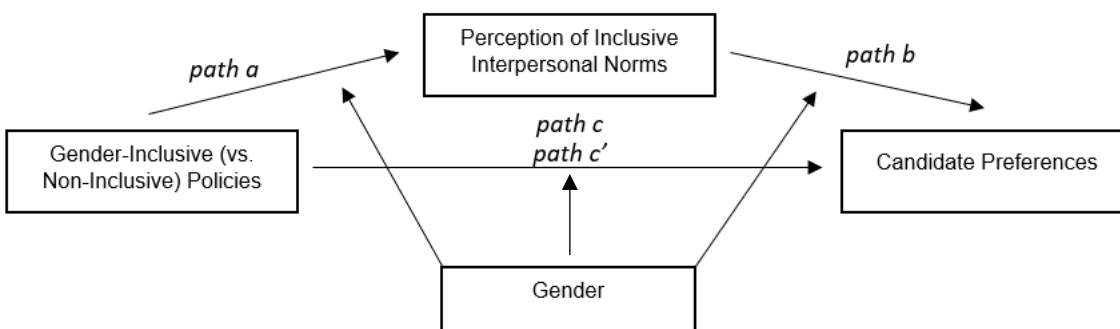 Perception of Inclusive
Interpersonal Norms
path a
path b
path c
path c’
Gender-Inclusive (vs.
Non-Inclusive) Policies
Candidate Preferences
Gender